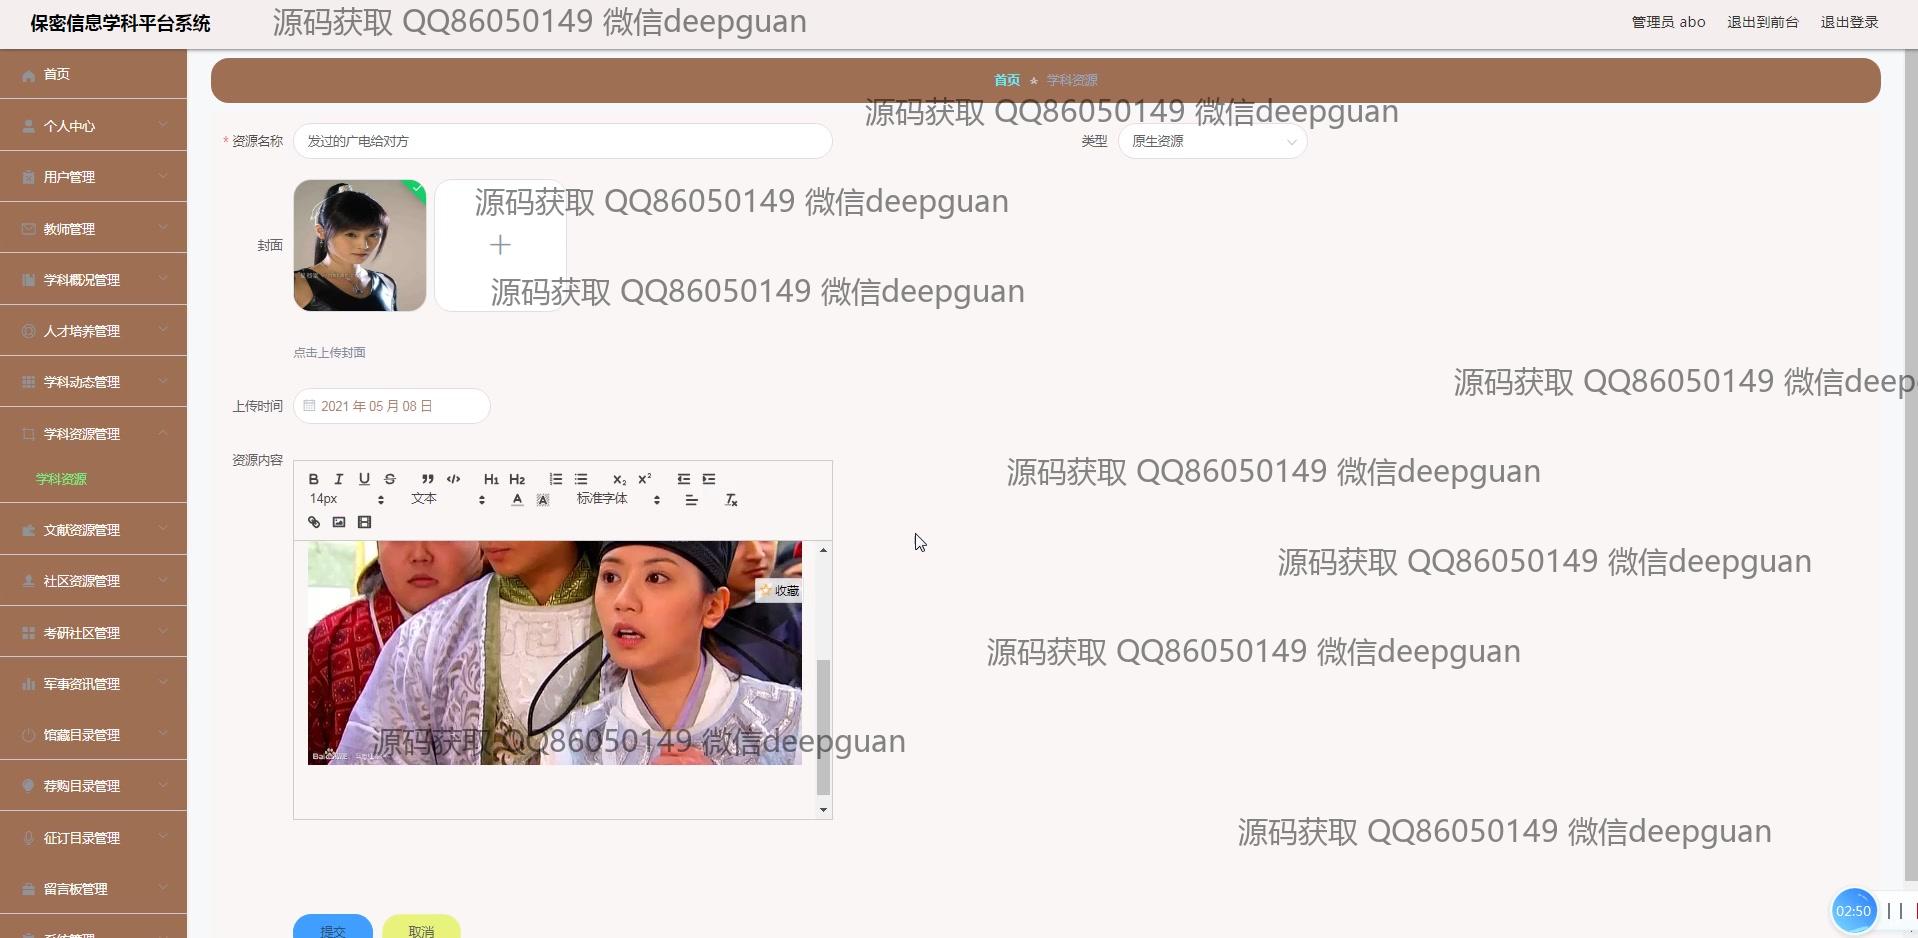 保密信息学科平台系统
源码获取 QQ86050149 微信deepguan
管理员 abo
退出到前台
退出登录
首页
个人中心
用户管理
教师管理
学科概况管理
人才培养管理
学科动态管理
学科资源管理
学科资源
文献资源管理
社区资源管理
考研社区管理
军事资讯管理
馆藏目录管理
荐购目录管理
征订目录管理
留言板管理
系统管理
首页 ★ 学科资源
源码获取 QQ86050149 微信deepguan
* 资源名称
发过的广电给对方
类型
原生资源
源码获取 QQ86050149 微信deepguan
封面
源码获取 QQ86050149 微信deepguan
点击上传封面
源码获取 QQ86050149 微信deep
上传时间
2021 年 05 月 08 日
资源内容
源码获取 QQ86050149 微信deepguan
B I U S H1 H2 x₂ x²
14px
文本
A A
标准字体
源码获取 QQ86050149 微信deepguan
收藏
源码获取 QQ86050149 微信deepguan
源码获取 QQ86050149 微信deepguan
源码获取 QQ86050149 微信deepguan
提交
取消
02:50